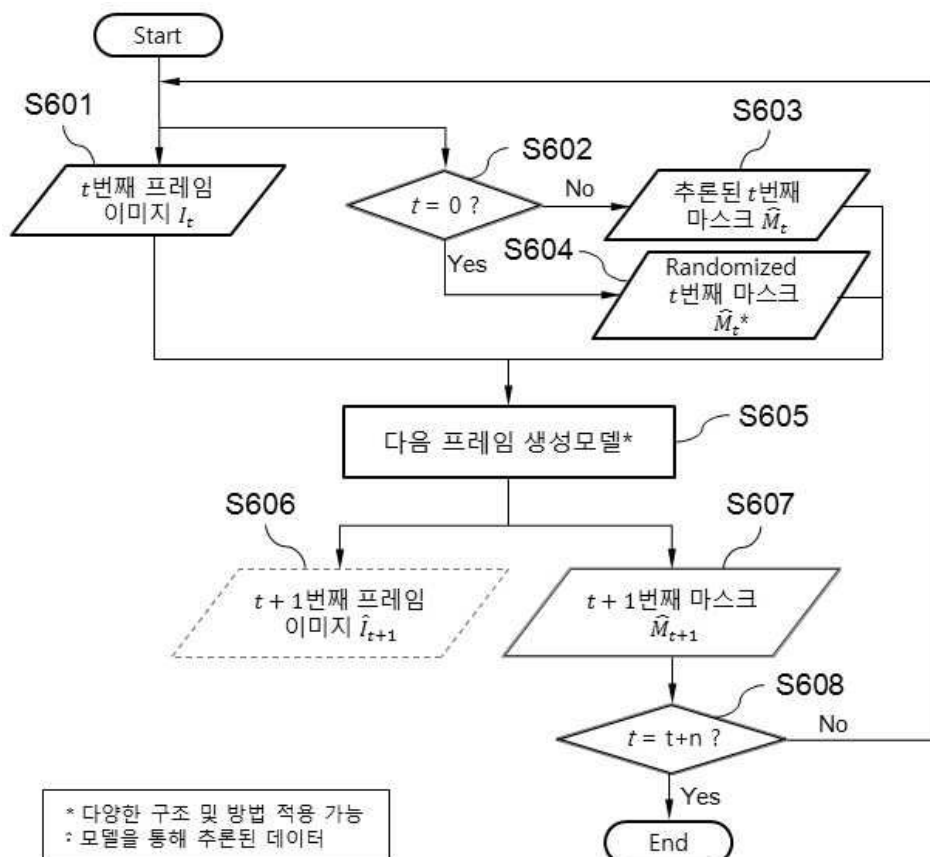 Start
S601
t번째 프레임
이미지 I_t
S602
t = 0 ?
No
Yes
S603
추론된 t번째
마스크 M̂_t
S604
Randomized
t번째 마스크
M̂_t*
S605
다음 프레임 생성모델*
S606
t + 1번째 프레임
이미지 Î_{t+1}
S607
t + 1번째 마스크
M̂_{t+1}
S608
t = t+n ?
No
Yes
End
* 다양한 구조 및 방법 적용 가능
^: 모델을 통해 추론된 데이터